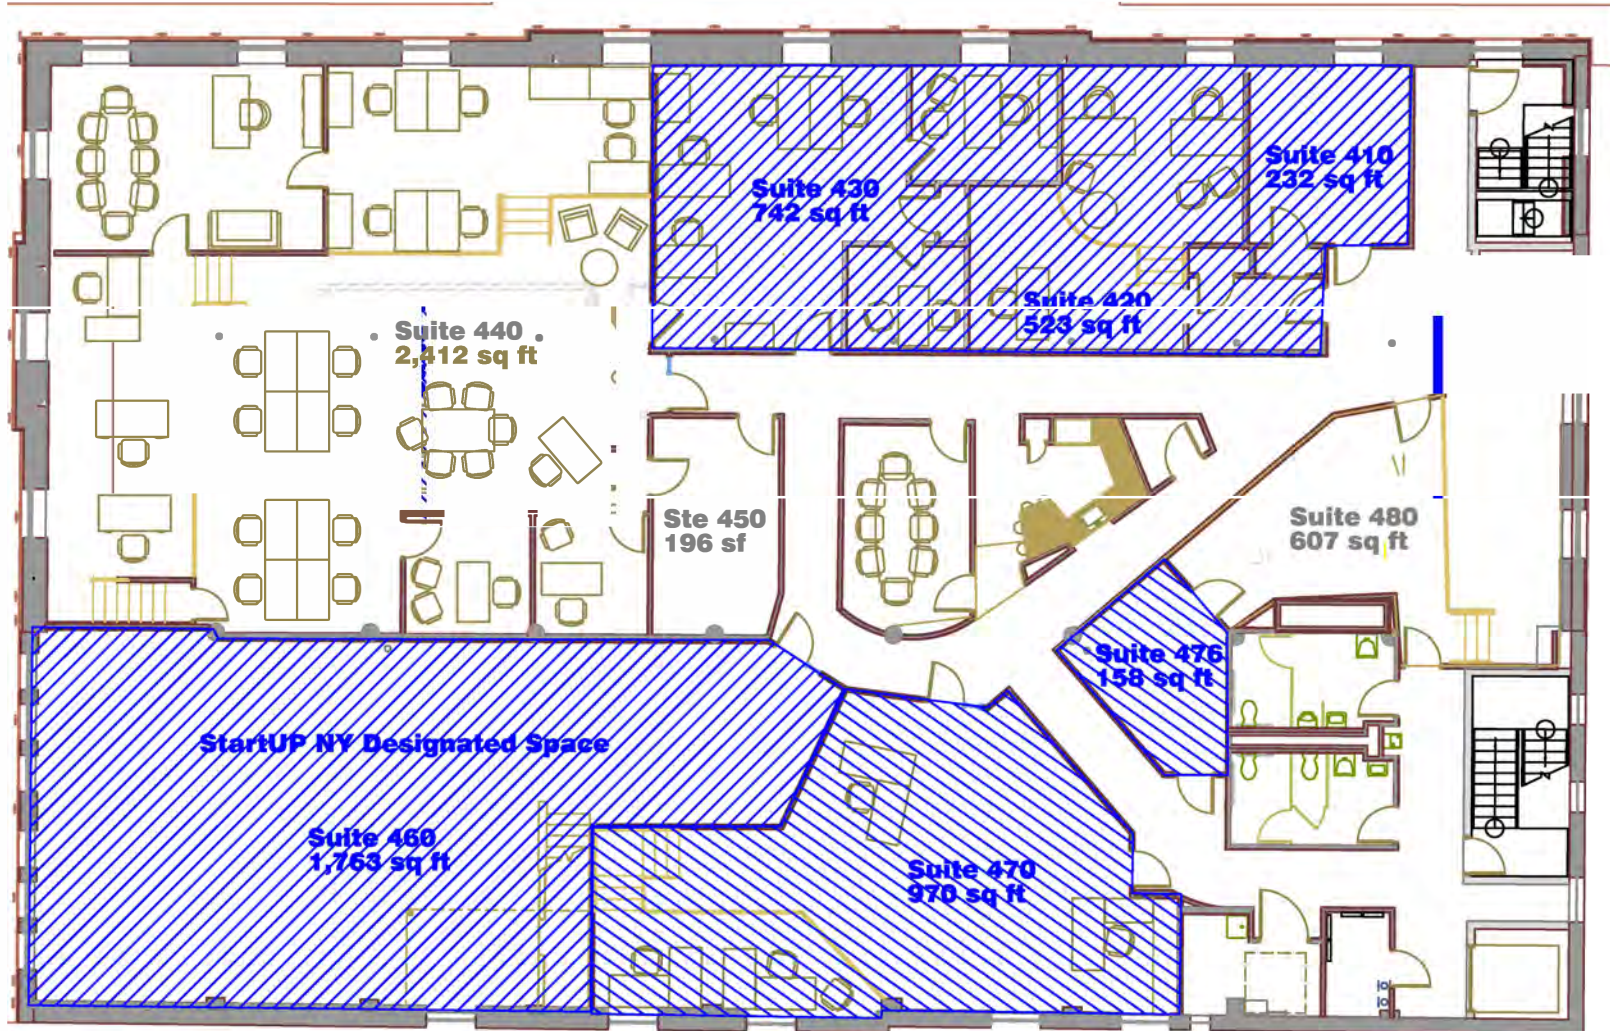 Suite 410
232 sq ft
Suite 430
742 sq ft
Suite 420
523 sq ft
Suite 440
2,412 sq ft
Ste 450
196 sf
Suite 480
607 sq ft
Suite 476
158 sq ft
StartUP NY Designated Space
Suite 460
1,763 sq ft
Suite 470
970 sq ft